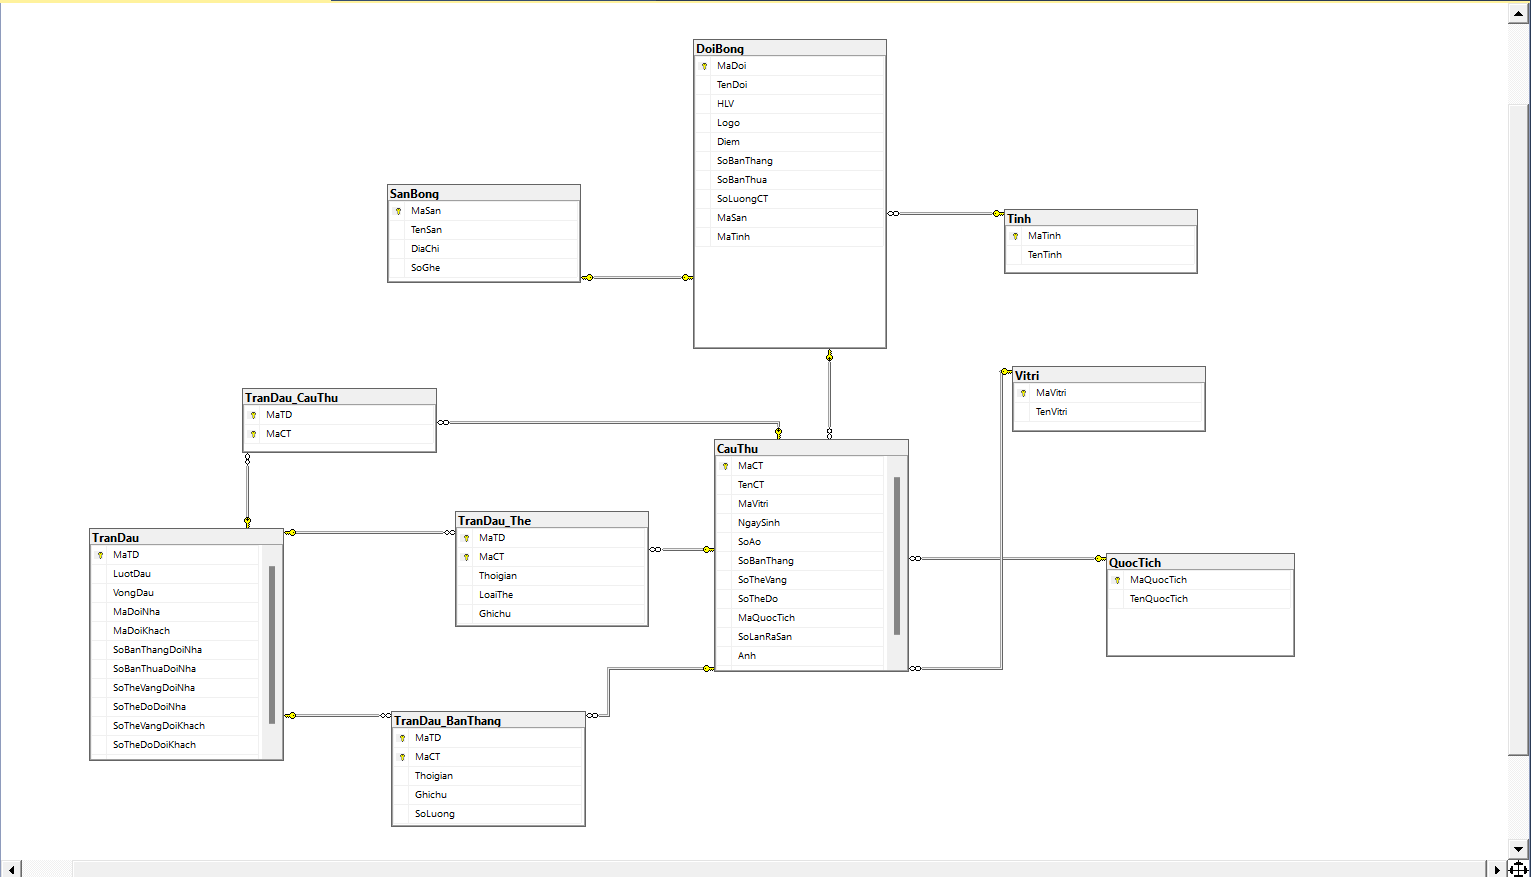 DoiBong
MaDoi
TenDoi
HLV
Logo
Diem
SoBanThang
SoBanThua
SoLuongCT
MaSan
MaTinh
SanBong
MaSan
TenSan
DiaChi
SoGhe
Tinh
MaTinh
TenTinh
Vitri
MaVitri
TenVitri
TranDau_CauThu
MaTD
MaCT
CauThu
MaCT
TenCT
MaVitri
NgaySinh
SoAo
SoBanThang
SoTheVang
SoTheDo
MaQuocTich
SoLanRaSan
Anh
TranDau_The
MaTD
MaCT
Thoigian
LoaiThe
Ghichu
TranDau
MaTD
LuotDau
VongDau
MaDoiNha
MaDoiKhach
SoBanThangDoiNha
SoBanThuaDoiNha
SoTheVangDoiNha
SoTheDoDoiNha
SoTheVangDoiKhach
SoTheDoDoiKhach
QuocTich
MaQuocTich
TenQuocTich
TranDau_BanThang
MaTD
MaCT
Thoigian
Ghichu
SoLuong